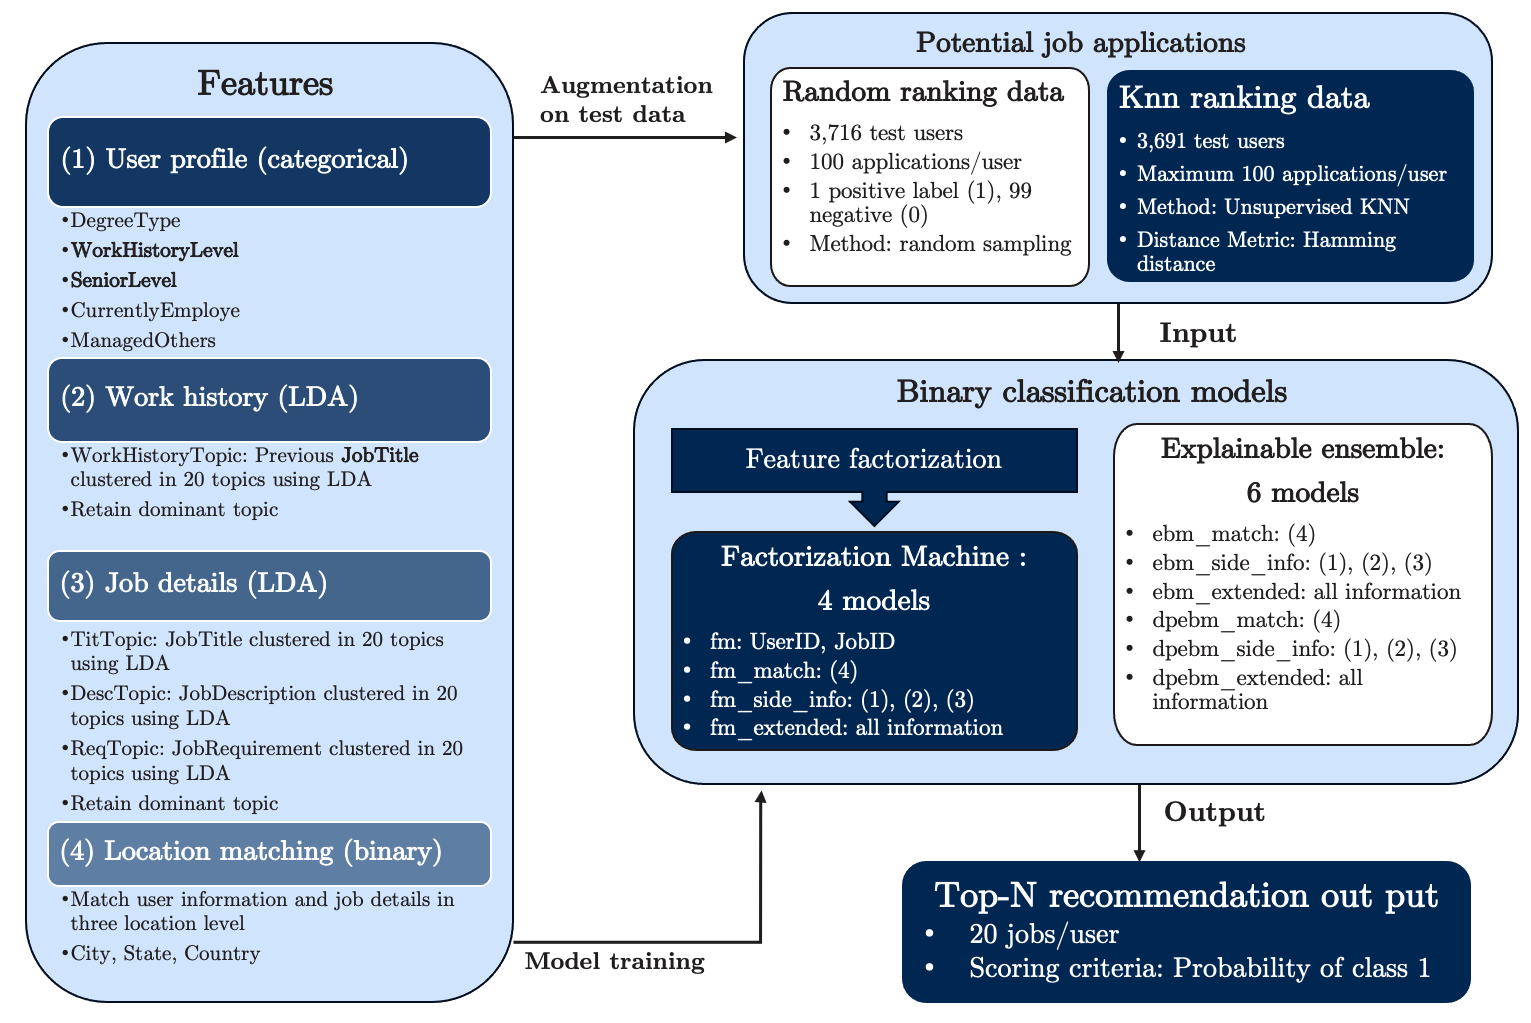 Features
(1) User profile (categorical)
•DegreeType
•WorkHistoryLevel
•SeniorLevel
•CurrentlyEmploye
•ManagedOthers
(2) Work history (LDA)
•WorkHistoryTopic: Previous JobTitle
clustered in 20 topics using LDA
•Retain dominant topic
(3) Job details (LDA)
•TitTopic: JobTitle clustered in 20 topics
using LDA
•DescTopic: JobDescription clustered in 20
topics using LDA
•ReqTopic: JobRequirement clustered in 20
topics using LDA
•Retain dominant topic
(4) Location matching (binary)
•Match user information and job details in
three location level
•City, State, Country
Augmentation
on test data
Potential job applications
Random ranking data
• 3,716 test users
• 100 applications/user
• 1 positive label (1), 99
negative (0)
• Method: random sampling
Knn ranking data
• 3,691 test users
• Maximum 100 applications/user
• Method: Unsupervised KNN
• Distance Metric: Hamming
distance
Input
Binary classification models
Feature factorization
Factorization Machine :
4 models
• fm: UserID, JobID
• fm_match: (4)
• fm_side_info: (1), (2), (3)
• fm_extended: all information
Explainable ensemble:
6 models
• ebm_match: (4)
• ebm_side_info: (1), (2), (3)
• ebm_extended: all information
• dpebm_match: (4)
• dpebm_side_info: (1), (2), (3)
• dpebm_extended: all
information
Model training
Output
Top-N recommendation out put
• 20 jobs/user
• Scoring criteria: Probability of class 1